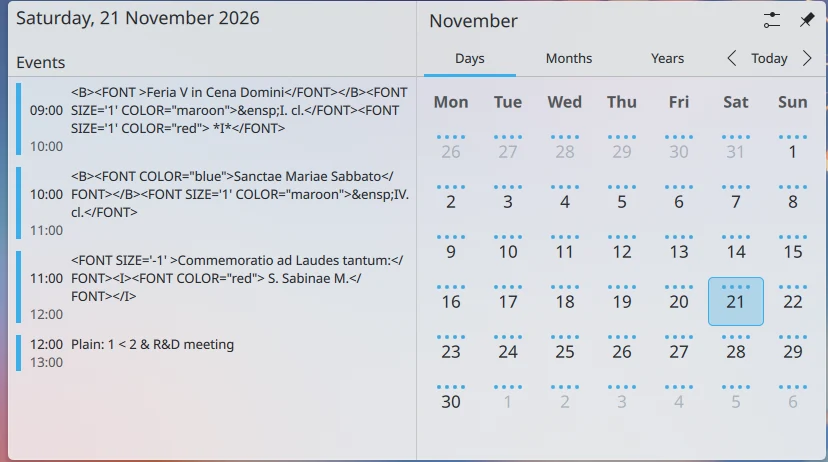 Saturday, 21 November 2026
Events
09:00
<B><FONT >Feria V in Cena Domini</FONT></B><FONT
SIZE='1' COLOR="maroon">&ensp;I. cl.</FONT><FONT
SIZE='1' COLOR="red"> *I*</FONT>
10:00
10:00
<B><FONT COLOR="blue">Sanctae Mariae Sabbato</
FONT></B><FONT SIZE='1' COLOR="maroon">&ensp;IV.
cl.</FONT>
11:00
11:00
<FONT SIZE='-1' >Commemoratio ad Laudes tantum:</
FONT><I><FONT COLOR="red"> S. Sabinae M.</
FONT></I>
12:00
12:00 Plain: 1 < 2 & R&D meeting
13:00
November
Days Months Years Today
Mon Tue Wed Thu Fri Sat Sun
26 27 28 29 30 31 1
2 3 4 5 6 7 8
9 10 11 12 13 14 15
16 17 18 19 20 21 22
23 24 25 26 27 28 29
30 1 2 3 4 5 6